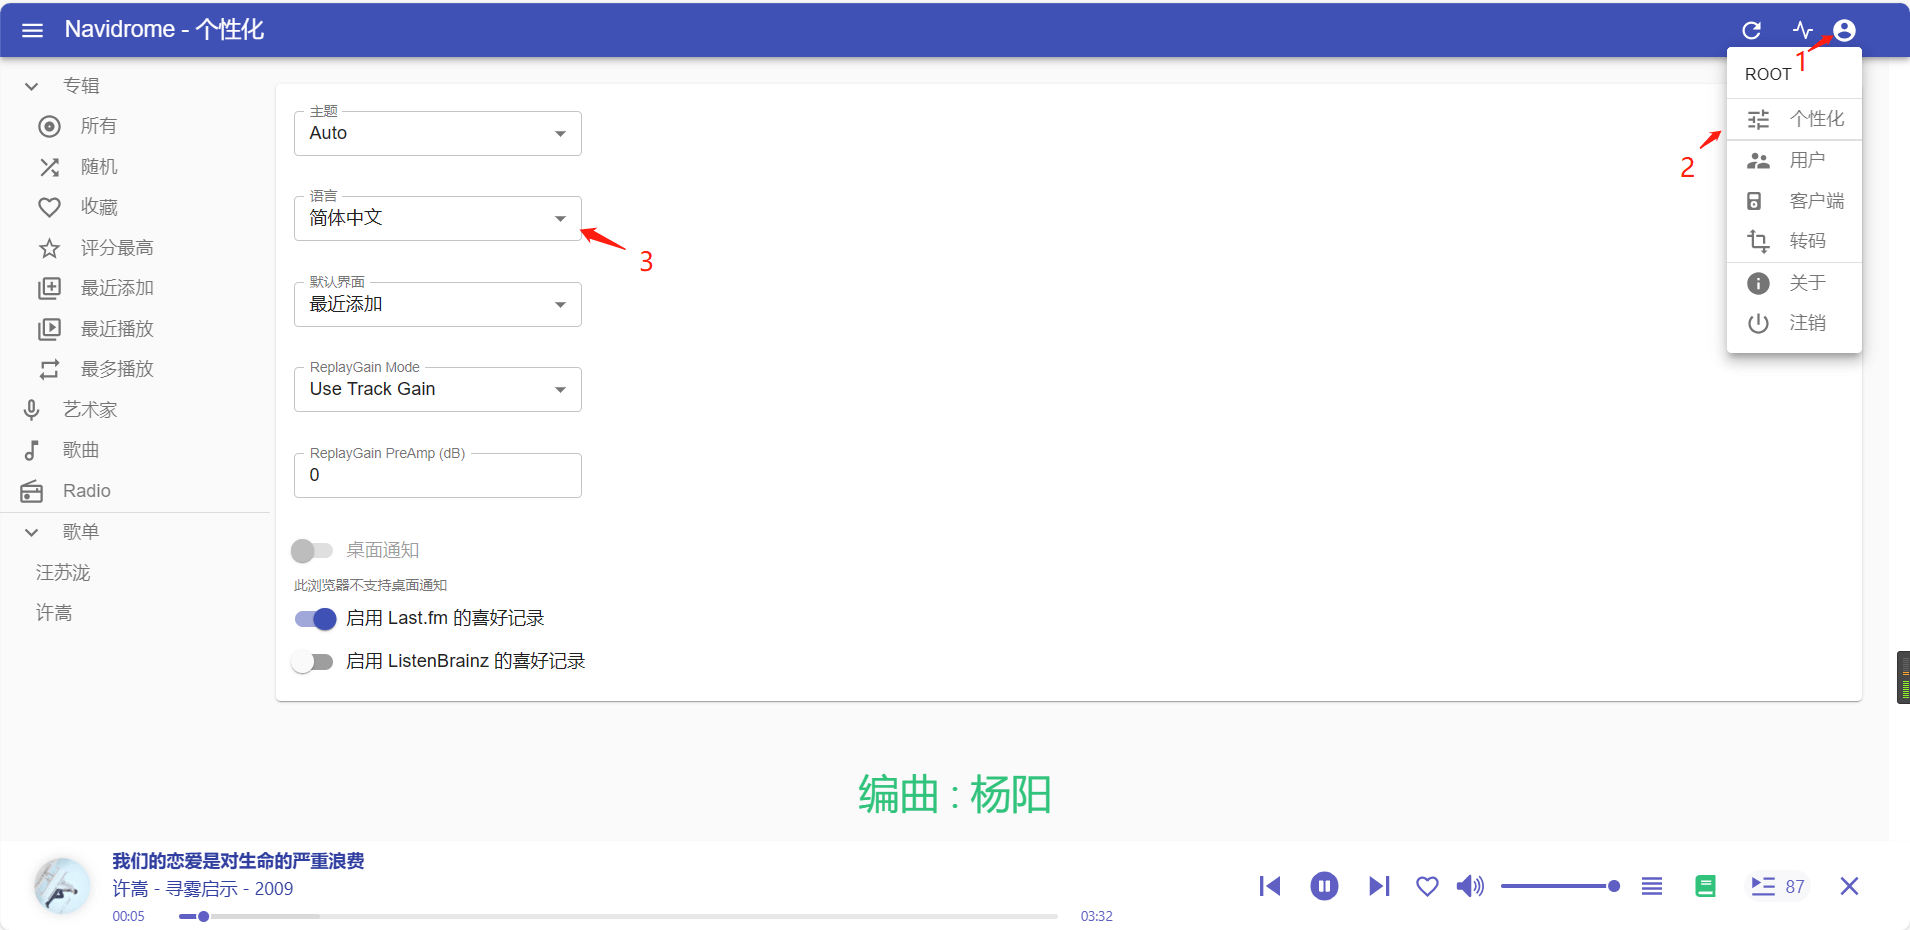 Navidrome - 个性化
1
ROOT
个性化
2
用户
客户端
转码
关于
注销
专辑
所有
随机
收藏
评分最高
最近添加
最近播放
最多播放
艺术家
歌曲
Radio
歌单
汪苏泷
许嵩
主题
Auto
语言
简体中文
3
默认界面
最近添加
ReplayGain Mode
Use Track Gain
ReplayGain PreAmp (dB)
0
桌面通知
此浏览器不支持桌面通知
启用 Last.fm 的喜好记录
启用 ListenBrainz 的喜好记录
编曲 : 杨阳
我们的恋爱是对生命的严重浪费
许嵩 - 寻雾启示 - 2009
00:05
03:32
87